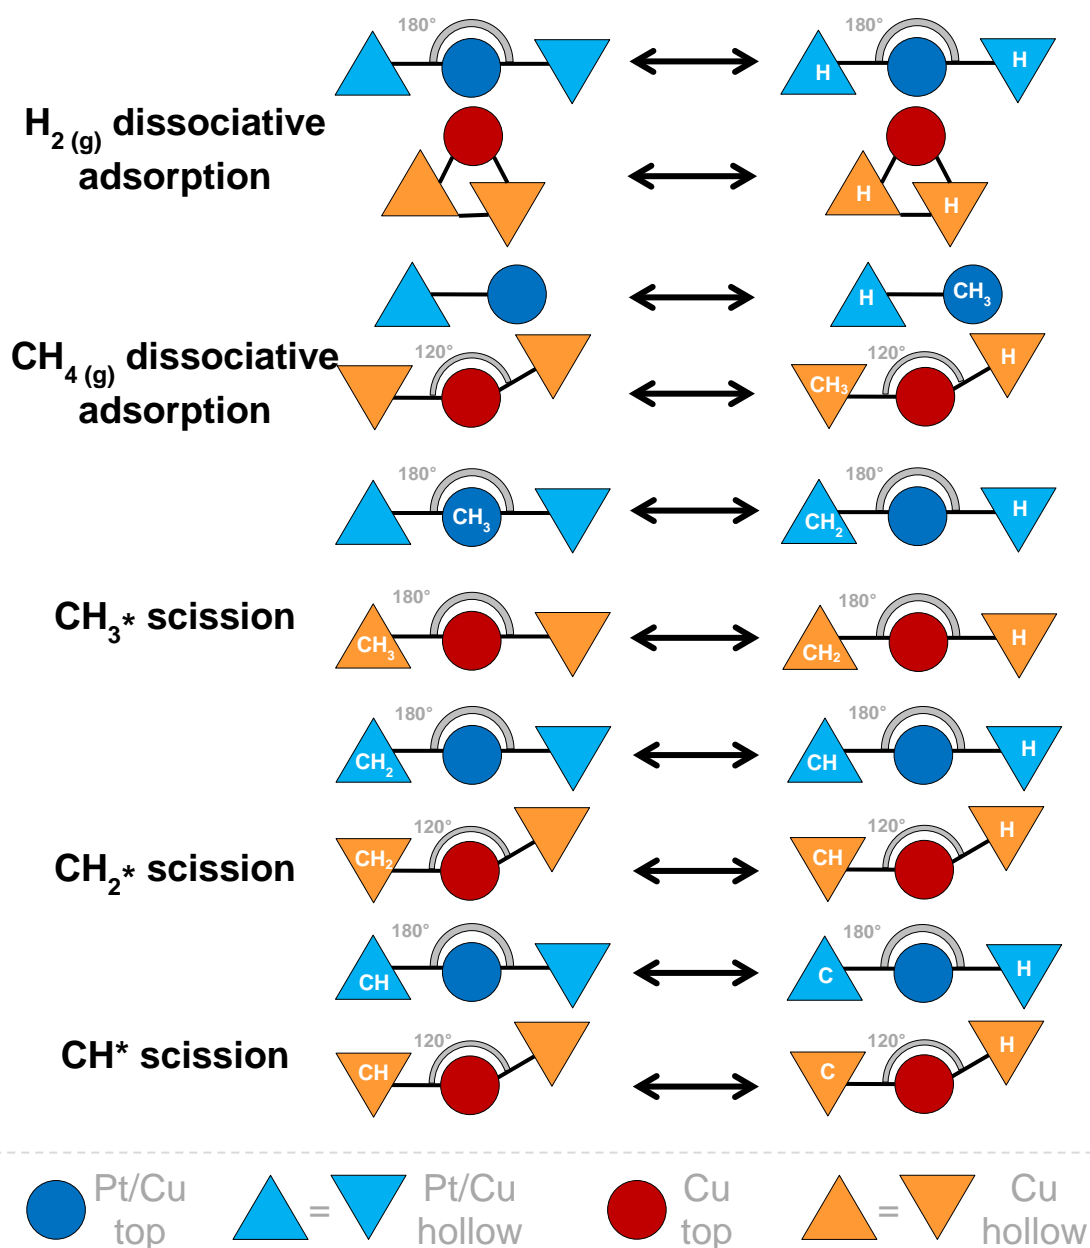 180° 180°
H H
H₂ (g) dissociative
adsorption
H H
H CH₃
CH₄ (g) dissociative
adsorption
120° 120°
CH₃ H
180° 180°
CH₃ CH₂ H
CH₃* scission
180° 180°
CH₃ CH₂ H
180° 180°
CH₂ CH H
CH₂* scission
120° 120°
CH₂ CH H
180° 180°
CH C H
CH* scission
120° 120°
CH C H
Pt/Cu
top
=
Pt/Cu
hollow
Cu
top
=
Cu
hollow